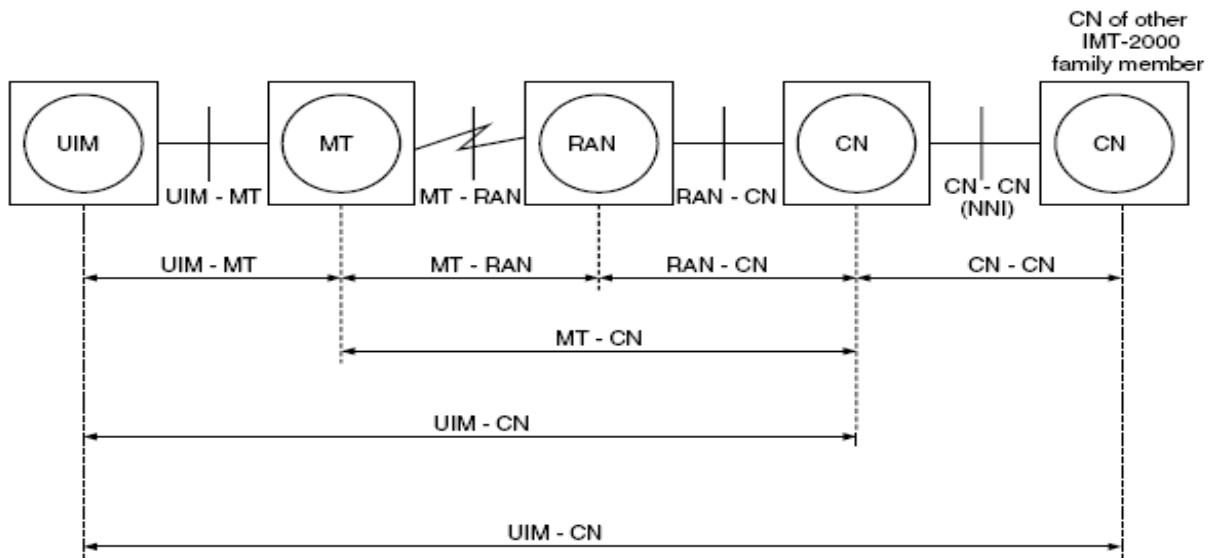 CN of other
IMT-2000
family member
UIM
MT
RAN
CN
CN
UIM - MT
MT - RAN
RAN - CN
CN - CN
(NNI)
UIM - MT
MT - RAN
RAN - CN
CN - CN
MT - CN
UIM - CN
UIM - CN